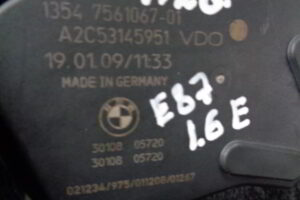 1354 7561067-01
A2C53145951 VDO
19.01.09/11:33
MADE IN GERMANY
E87
1.6 E
30108 05720
30108 05720
021234/975/011208/01267